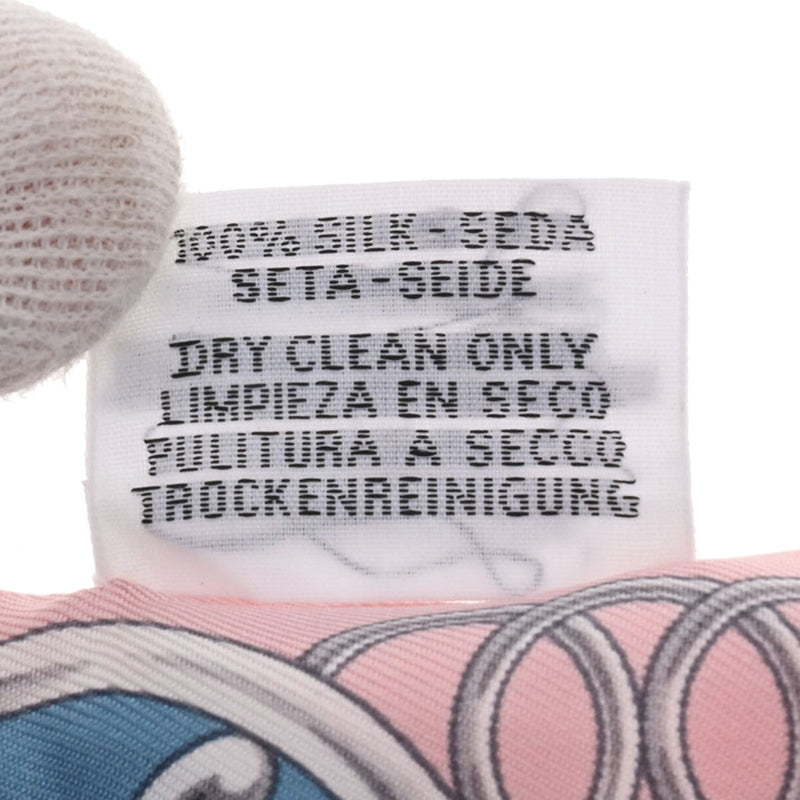 100% SILK-SEDA
SETA-SEIDE
DRY CLEAN ONLY
LIMPIEZA EN SECO
PULITURA A SECCO
TROCKENREINIGUNG